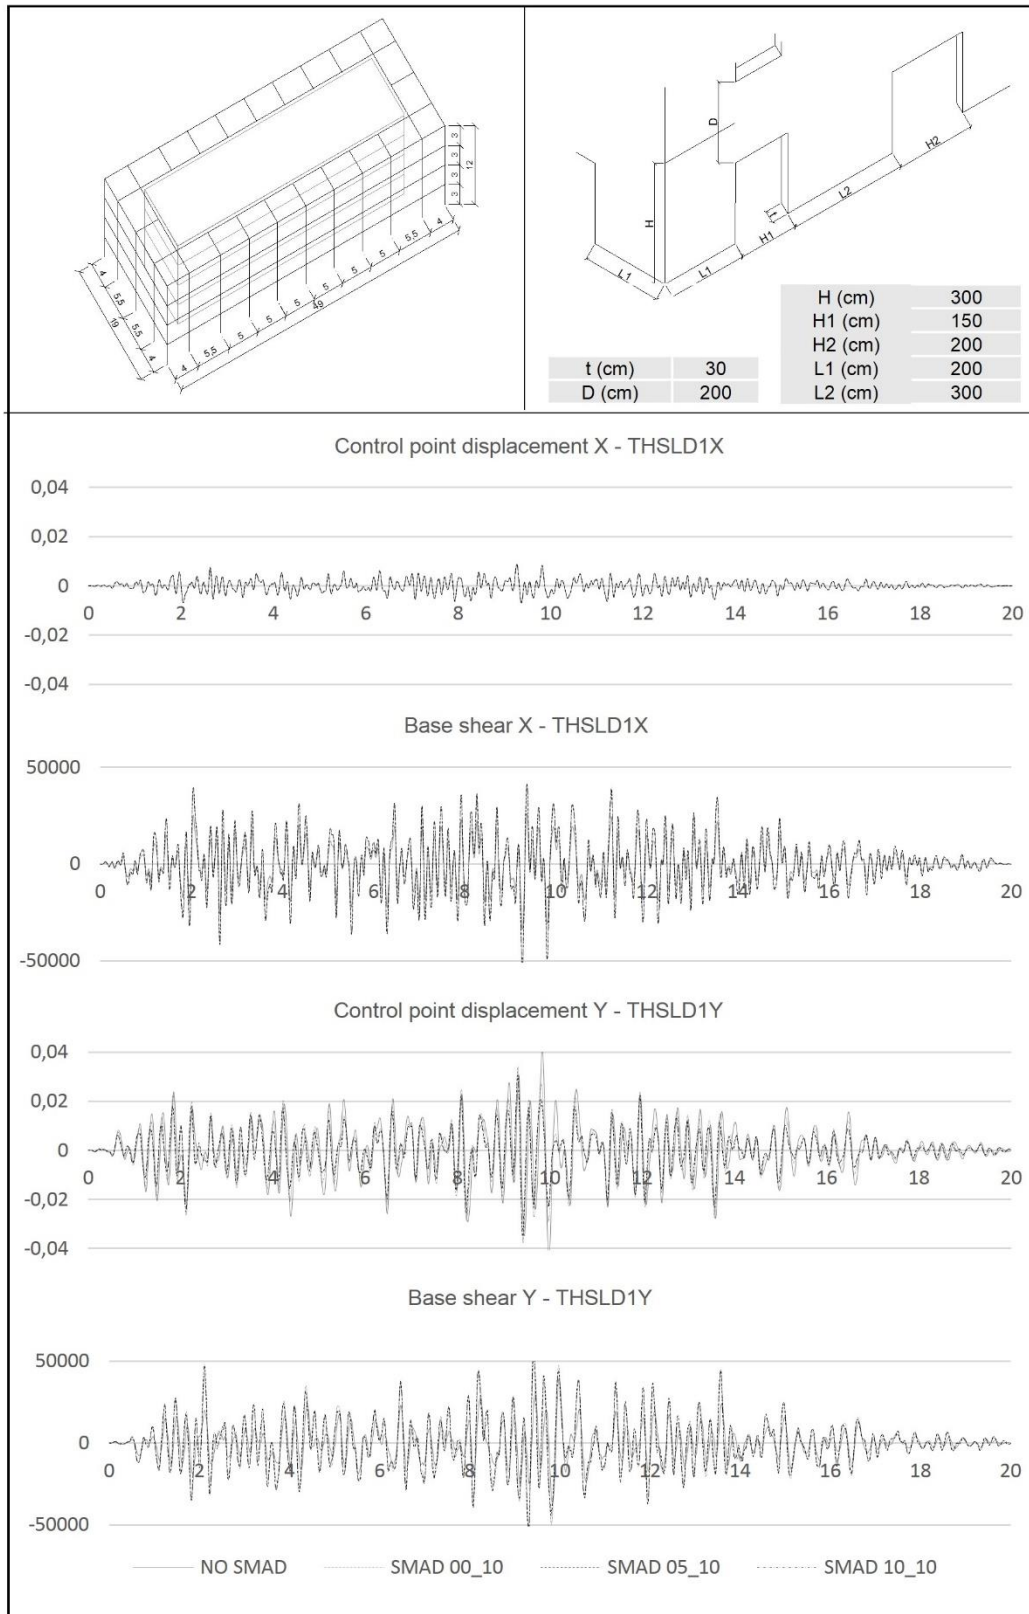 3
3
3
3
12
4
5,5
5,5
4
19
4
5,5
5
5
5
5
5
5
5,5
4
49
D
H
L1
L1
H1
t
L2
H2
t (cm) 30
D (cm) 200
H (cm) 300
H1 (cm) 150
H2 (cm) 200
L1 (cm) 200
L2 (cm) 300
Control point displacement X - THSLD1X
0,04
0,02
0
-0,02
-0,04
0 2 4 6 8 10 12 14 16 18 20
Base shear X - THSLD1X
50000
0
-50000
0 2 4 6 8 10 12 14 16 18 20
Control point displacement Y - THSLD1Y
0,04
0,02
0
-0,02
-0,04
0 2 4 6 8 10 12 14 16 18 20
Base shear Y - THSLD1Y
50000
0
-50000
0 2 4 6 8 10 12 14 16 18 20
NO SMAD SMAD 00_10 SMAD 05_10 SMAD 10_10